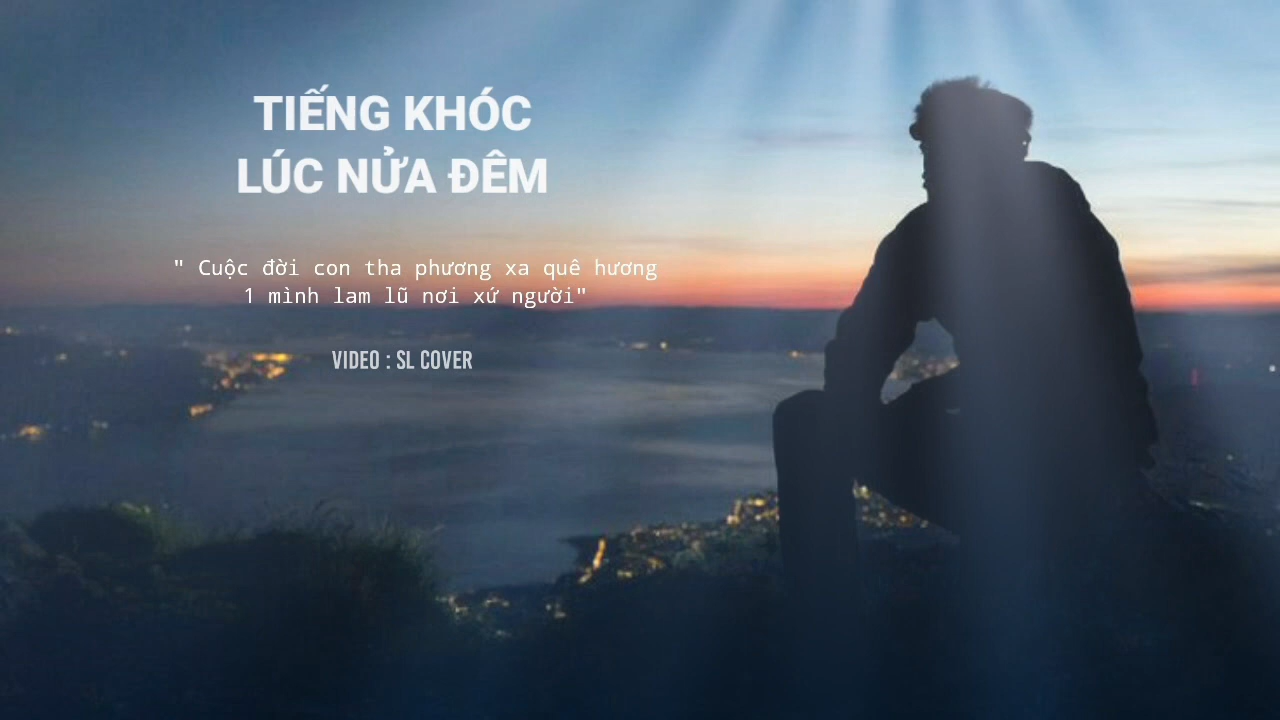 TIẾNG KHÓC
LÚC NỬA ĐÊM
" Cuộc đời con tha phương xa quê hương
1 mình lam lũ nơi xứ người"
VIDEO : SL COVER